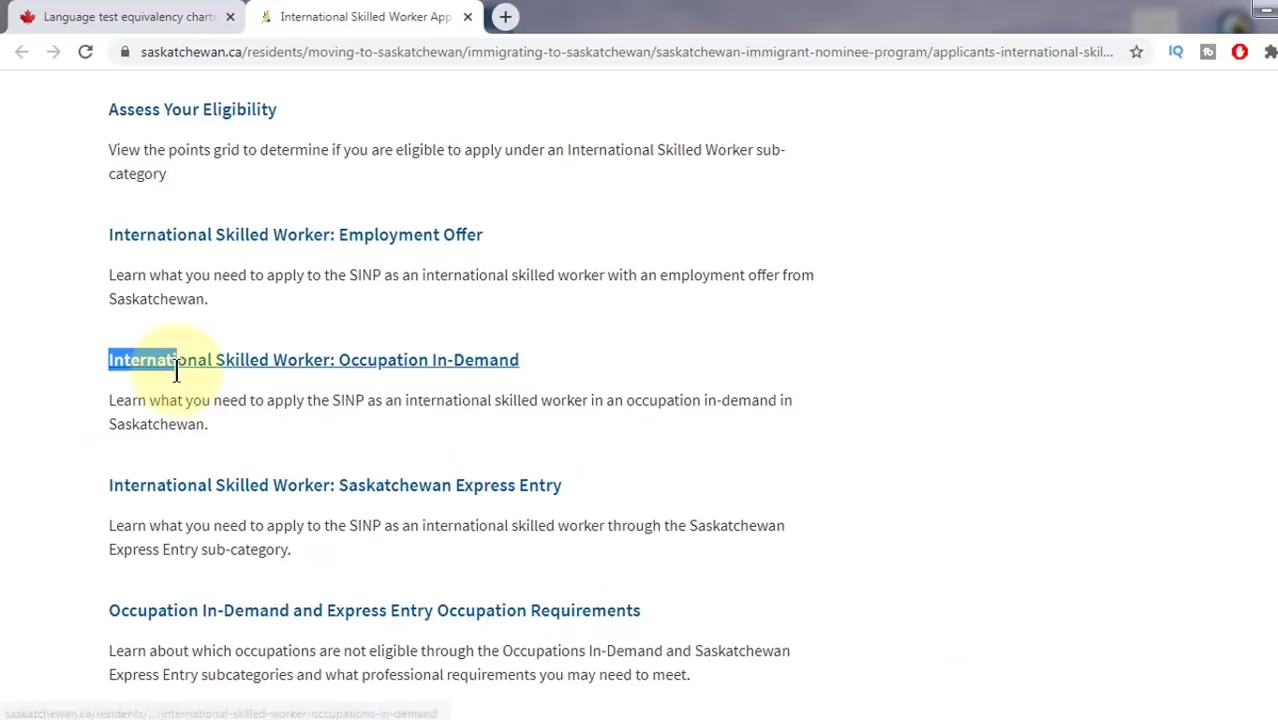 Language test equivalency charts
International Skilled Worker App
saskatchewan.ca/residents/moving-to-saskatchewan/immigrating-to-saskatchewan/saskatchewan-immigrant-nominee-program/applicants-international-skil...
IQ
tb
Assess Your Eligibility
View the points grid to determine if you are eligible to apply under an International Skilled Worker sub-
category
International Skilled Worker: Employment Offer
Learn what you need to apply to the SINP as an international skilled worker with an employment offer from
Saskatchewan.
International Skilled Worker: Occupation In-Demand
Learn what you need to apply the SINP as an international skilled worker in an occupation in-demand in
Saskatchewan.
International Skilled Worker: Saskatchewan Express Entry
Learn what you need to apply to the SINP as an international skilled worker through the Saskatchewan
Express Entry sub-category.
Occupation In-Demand and Express Entry Occupation Requirements
Learn about which occupations are not eligible through the Occupations In-Demand and Saskatchewan
Express Entry subcategories and what professional requirements you may need to meet.
saskatchewan.ca/residents/.../international-skilled-worker-occupations-in-demand